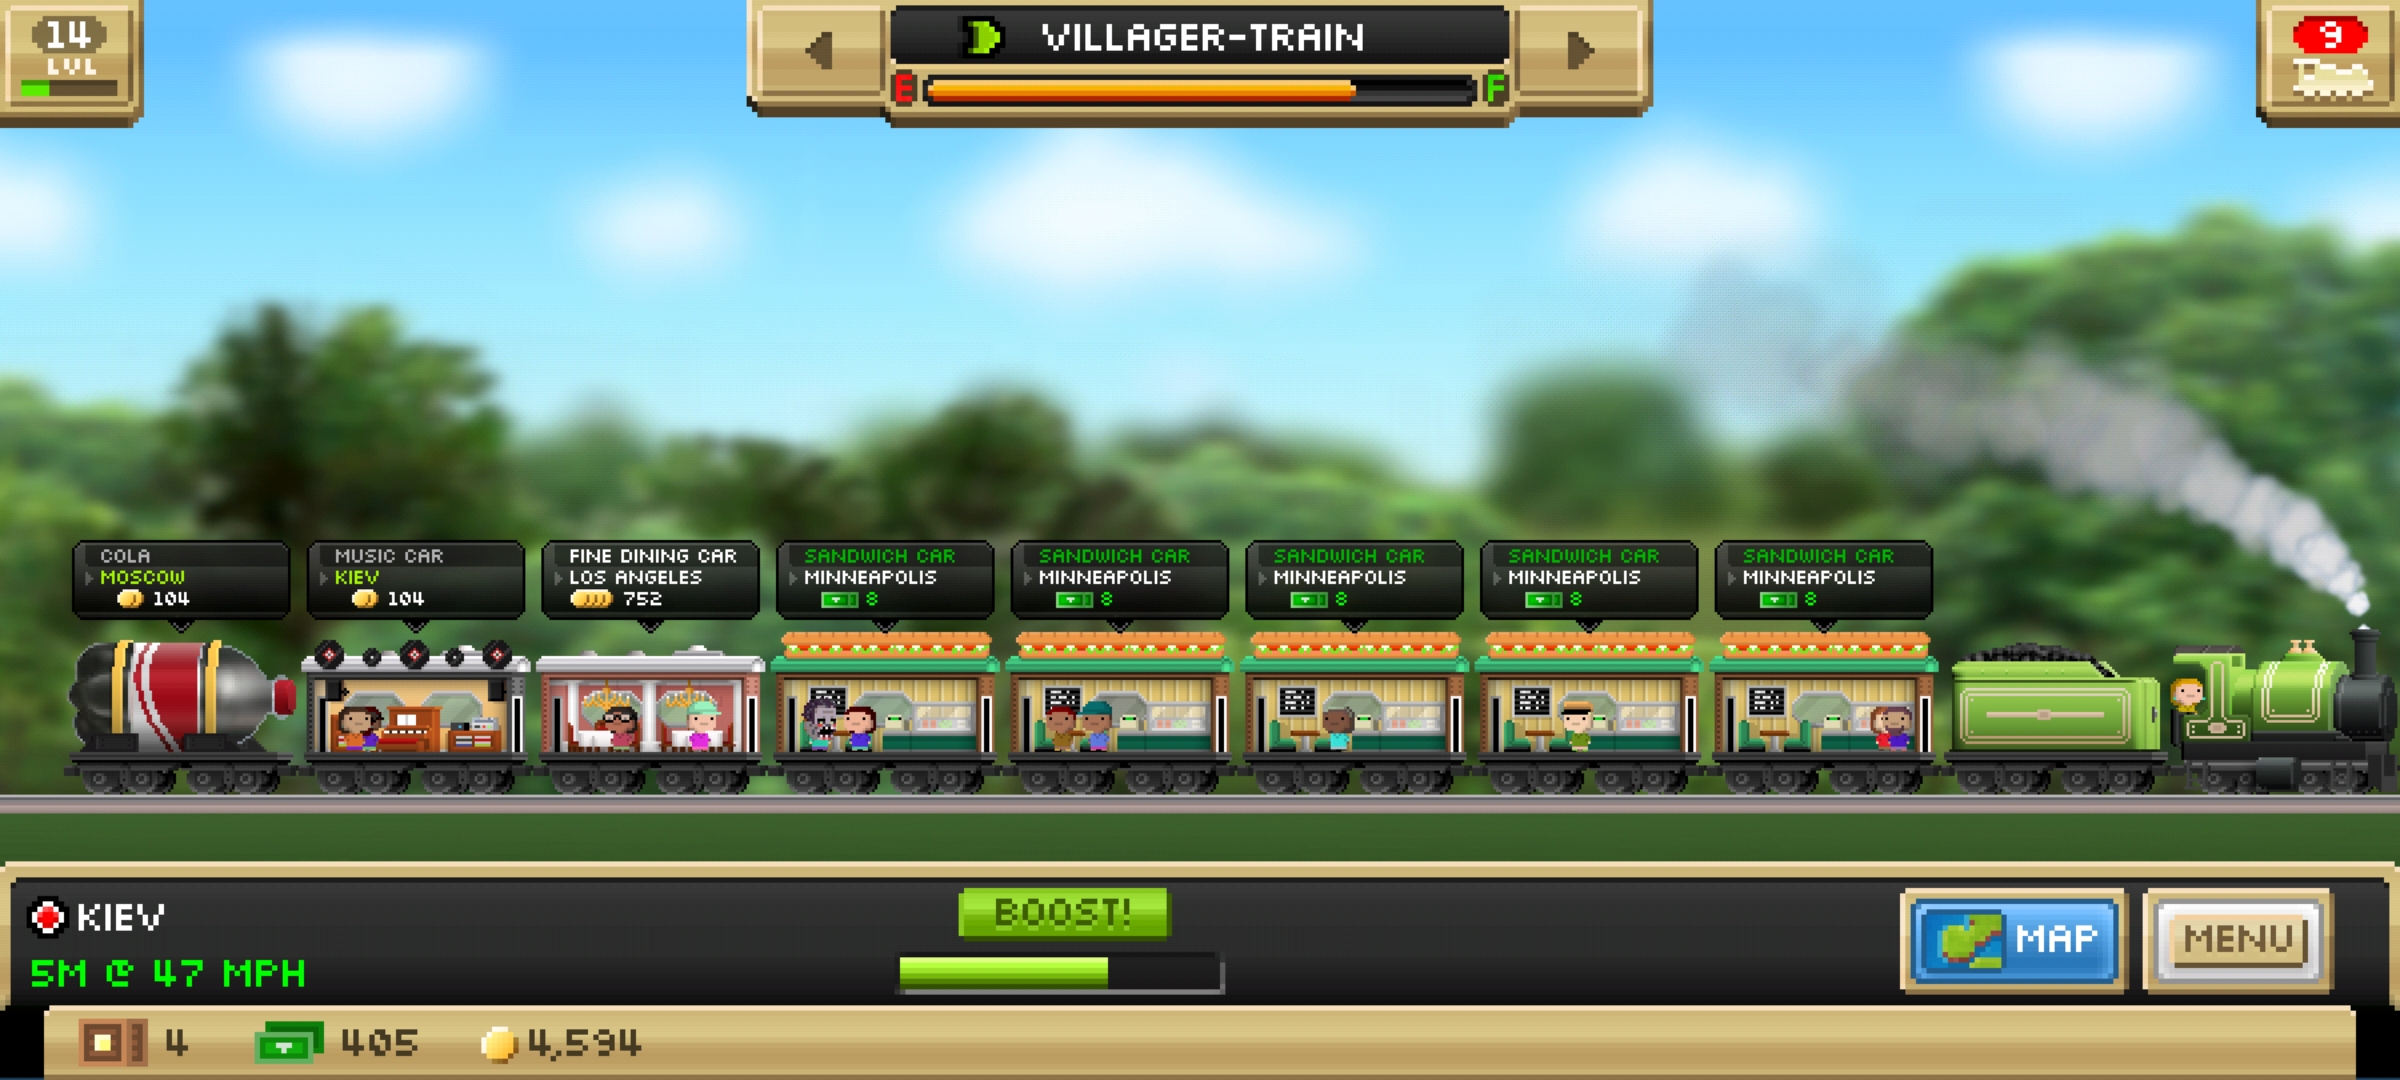 14
LVL
VILLAGER-TRAIN
E
F
9
COLA
MOSCOW
104
MUSIC CAR
KIEV
104
FINE DINING CAR
LOS ANGELES
752
SANDWICH CAR
MINNEAPOLIS
8
SANDWICH CAR
MINNEAPOLIS
8
SANDWICH CAR
MINNEAPOLIS
8
SANDWICH CAR
MINNEAPOLIS
8
SANDWICH CAR
MINNEAPOLIS
8
KIEV
5M @ 47 MPH
BOOST!
MAP
MENU
4
405
4,594